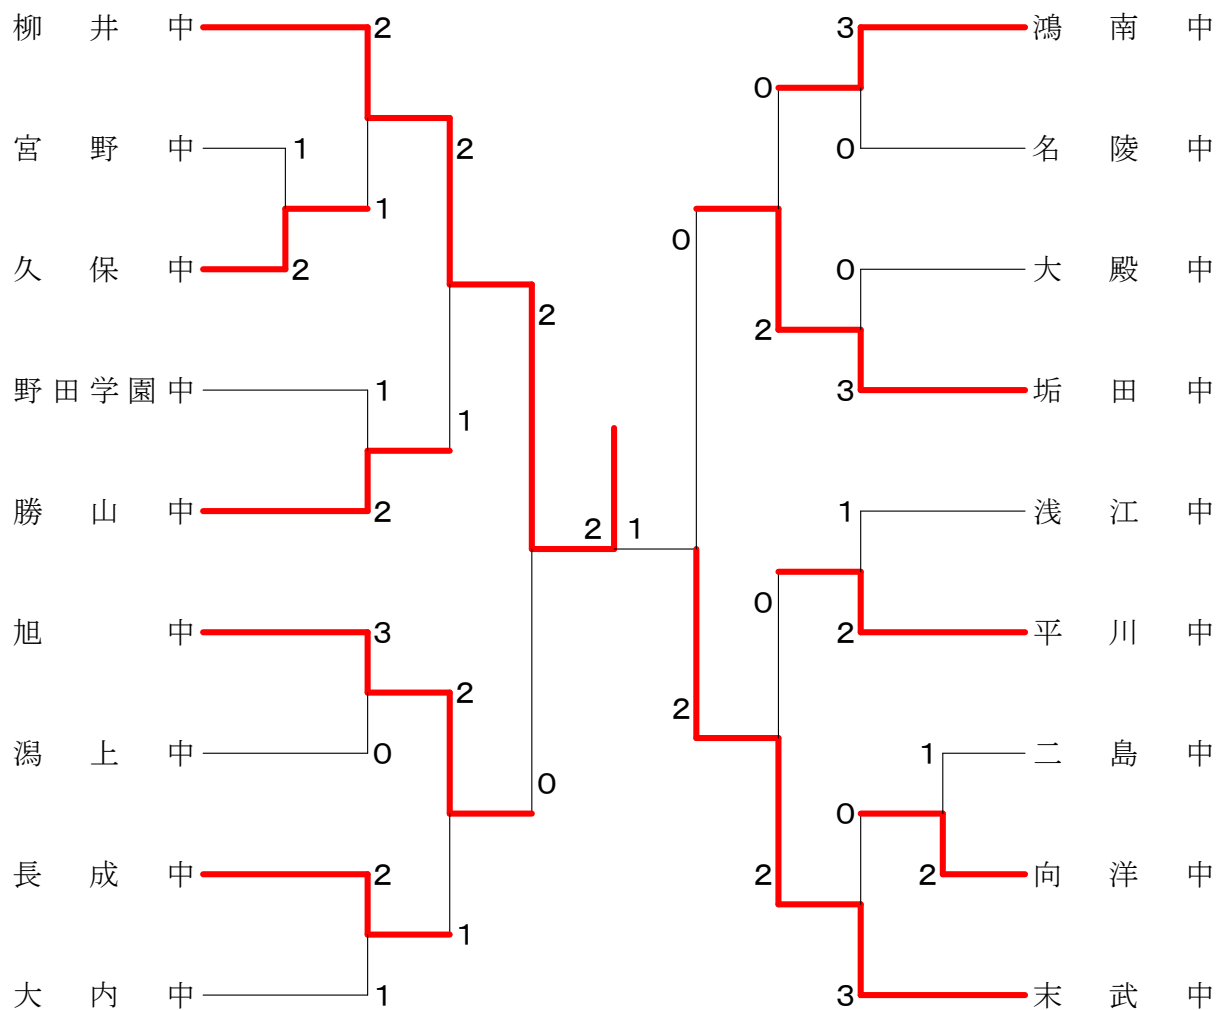 柳井中 2 3 鴻南中
0
宮野中 1 2 0 名陵中
1 0
久保中 2 0 大殿中
2 2
野田学園中 1 3 垢田中
1
勝山中 2 2 1 1 浅江中
0
旭中 3 2 平川中
2 2
潟上中 0 1 二島中
0 0
長成中 2 2 2 向洋中
1
大内中 1 3 末武中